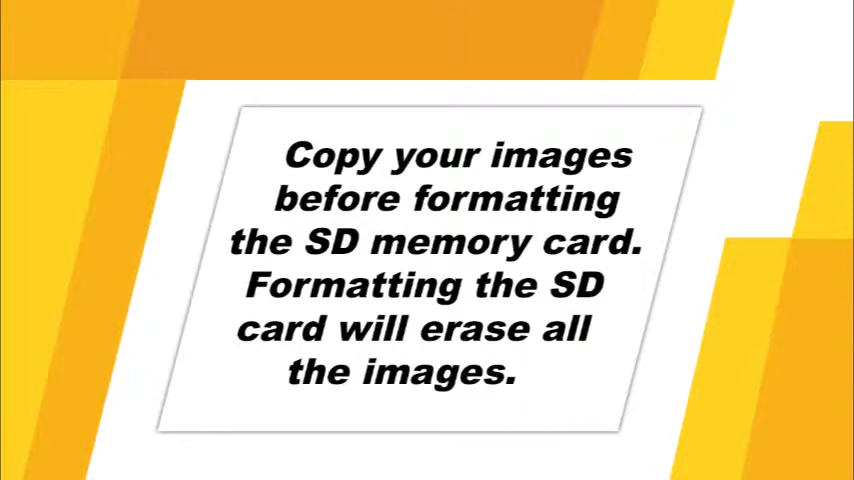 Copy your images
before formatting
the SD memory card.
Formatting the SD
card will erase all
the images.